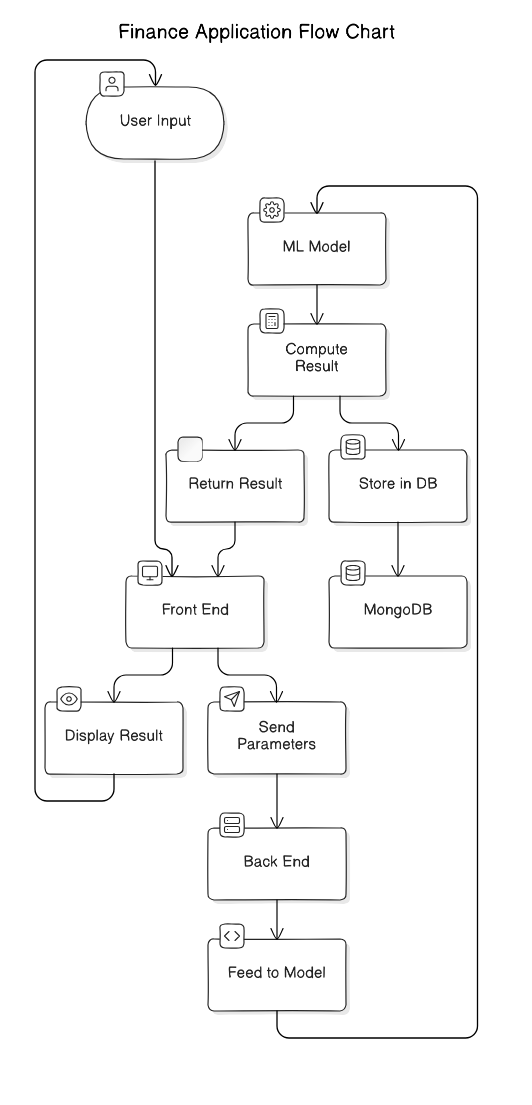 Finance Application Flow Chart
User Input
ML Model
Compute
Result
Return Result
Store in DB
Front End
MongoDB
Display Result
Send
Parameters
Back End
Feed to Model